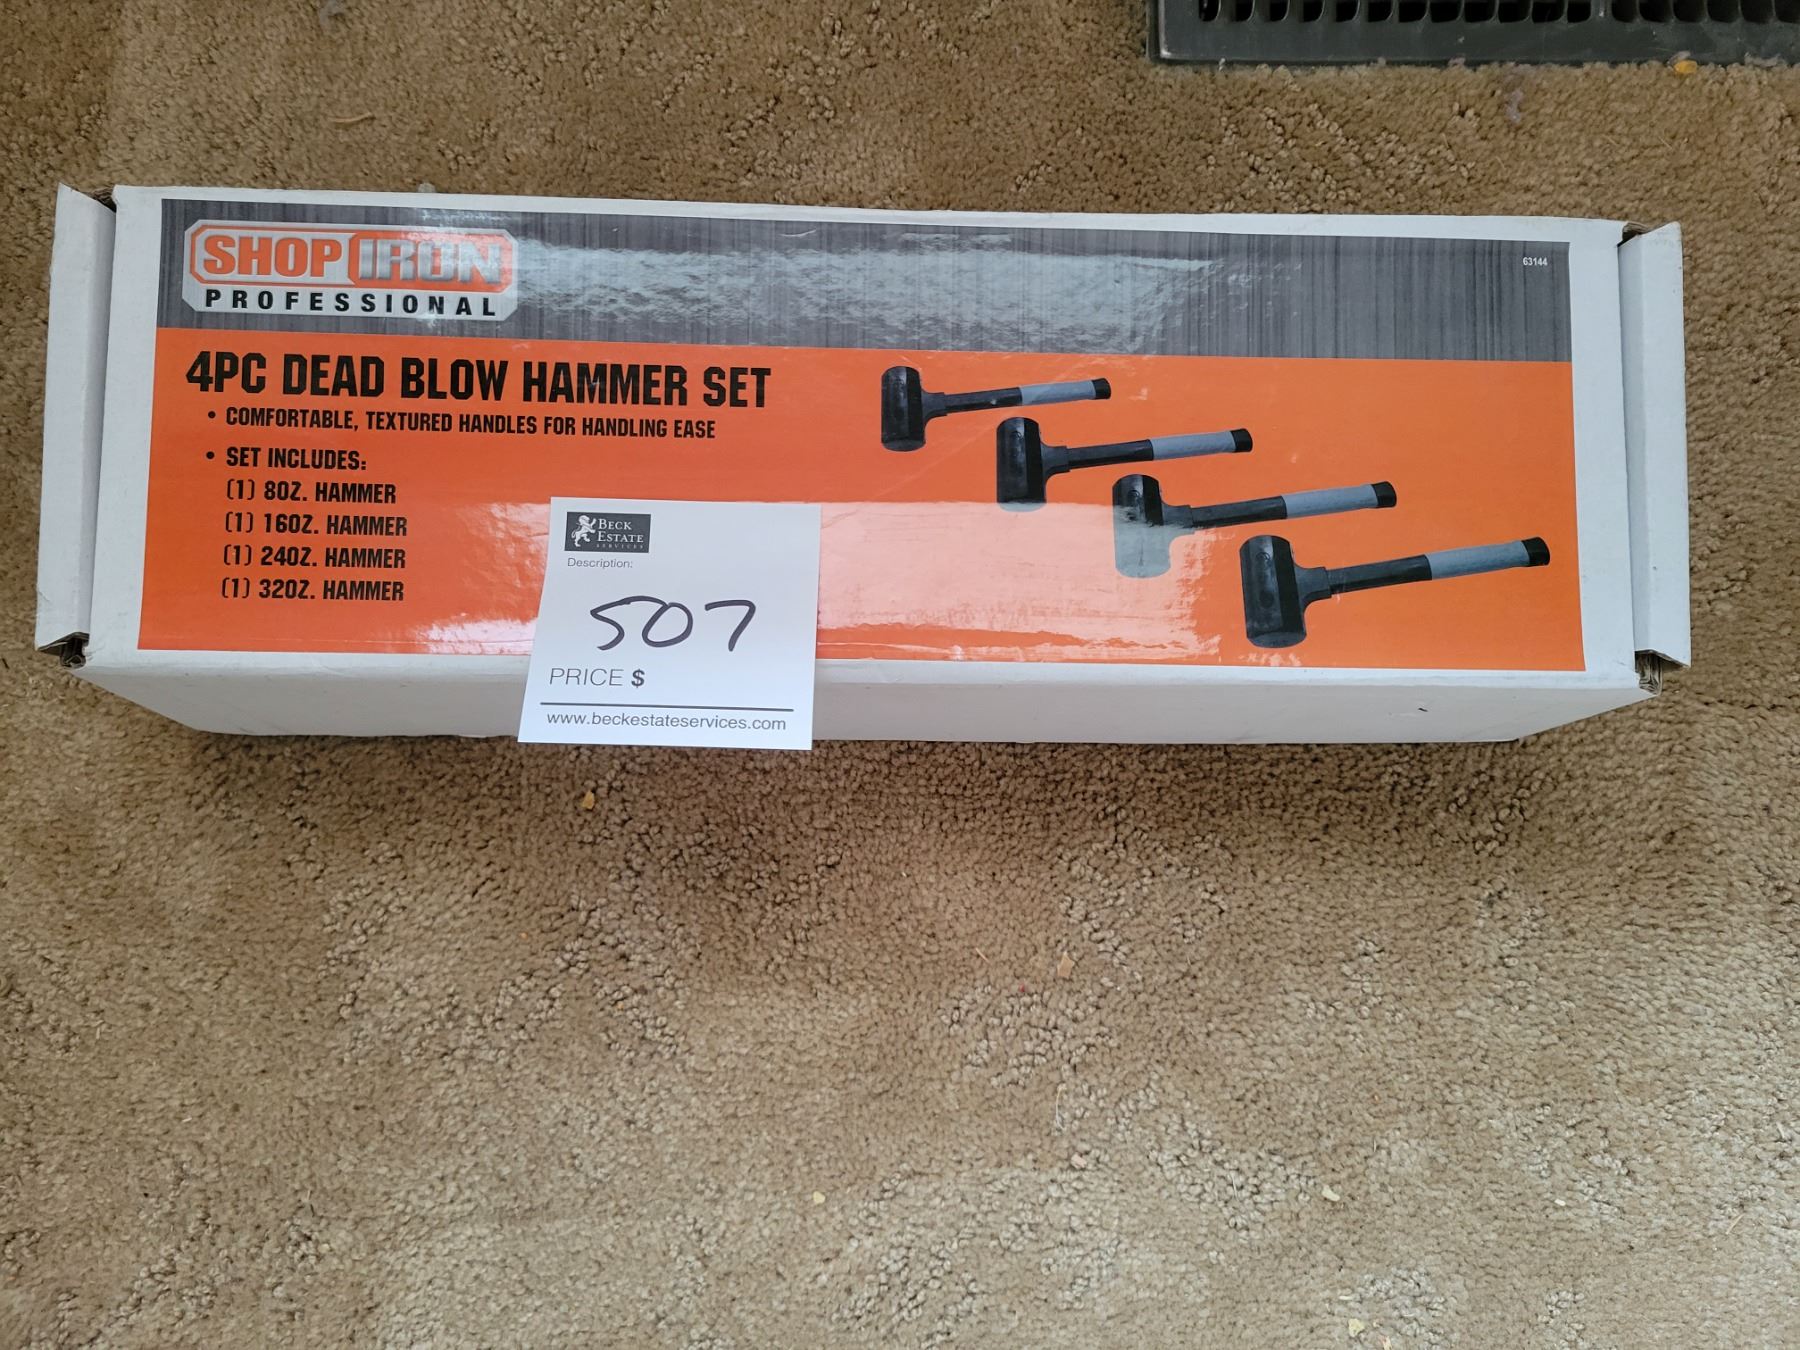 SHOP IRON
PROFESSIONAL
63144
4PC DEAD BLOW HAMMER SET
• COMFORTABLE, TEXTURED HANDLES FOR HANDLING EASE
• SET INCLUDES:
(1) 8OZ. HAMMER
(1) 16OZ. HAMMER
(1) 24OZ. HAMMER
(1) 32OZ. HAMMER
BECK
ESTATE
SERVICES
Description:
507
PRICE $
www.beckestateservices.com